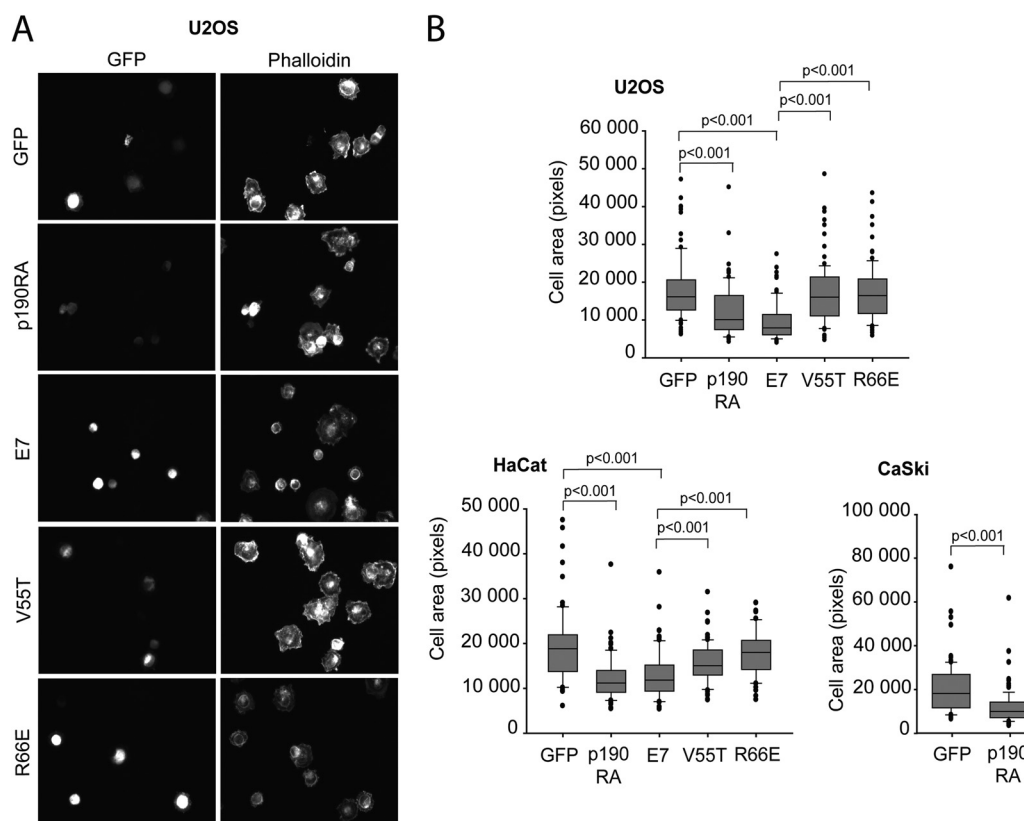 A
U2OS
GFP
Phalloidin
GFP
p190RA
E7
V55T
R66E
B
U2OS
p<0.001
p<0.001
p<0.001
p<0.001
Cell area (pixels)
60 000
50 000
40 000
30 000
20 000
10 000
0
GFP
p190
RA
E7
V55T
R66E
HaCat
p<0.001
p<0.001
p<0.001
p<0.001
Cell area (pixels)
50 000
40 000
30 000
20 000
10 000
0
GFP
p190
RA
E7
V55T
R66E
CaSki
p<0.001
Cell area (pixels)
100 000
80 000
60 000
40 000
20 000
0
GFP
p190
RA